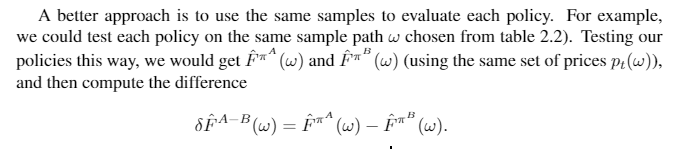 A better approach is to use the same samples to evaluate each policy. For example,
we could test each policy on the same sample path ω chosen from table 2.2). Testing our
policies this way, we would get F̂^{π^A}(ω) and F̂^{π^B}(ω) (using the same set of prices p_t(ω)),
and then compute the difference
δF̂^{A−B}(ω) = F̂^{π^A}(ω) − F̂^{π^B}(ω).